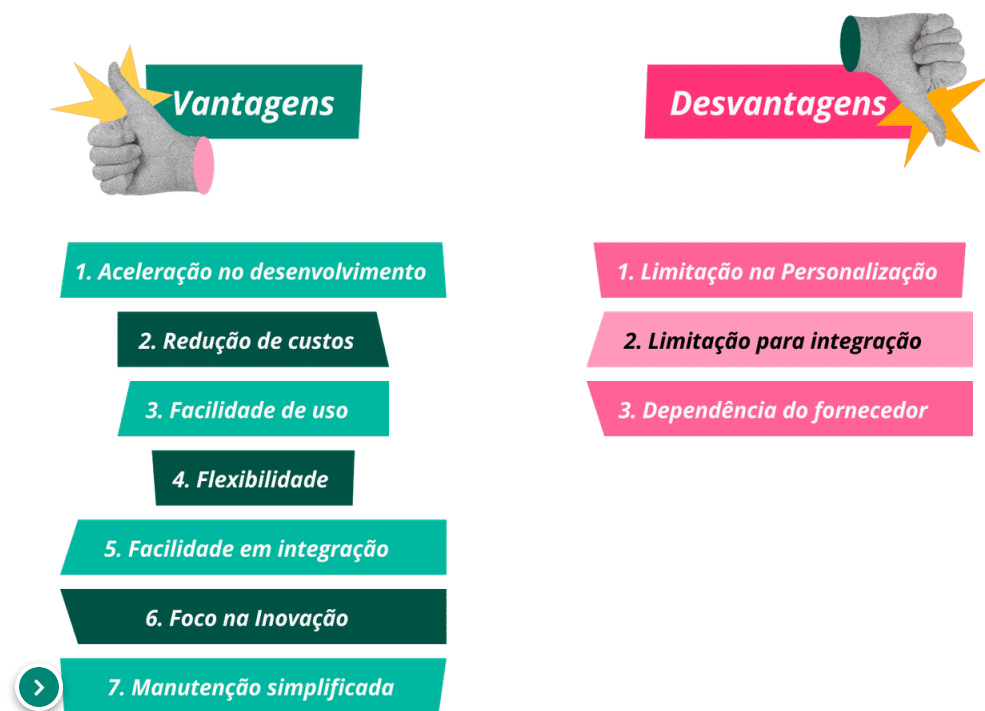 Vantagens
1. Aceleração no desenvolvimento
2. Redução de custos
3. Facilidade de uso
4. Flexibilidade
5. Facilidade em integração
6. Foco na Inovação
7. Manutenção simplificada
Desvantagens
1. Limitação na Personalização
2. Limitação para integração
3. Dependência do fornecedor